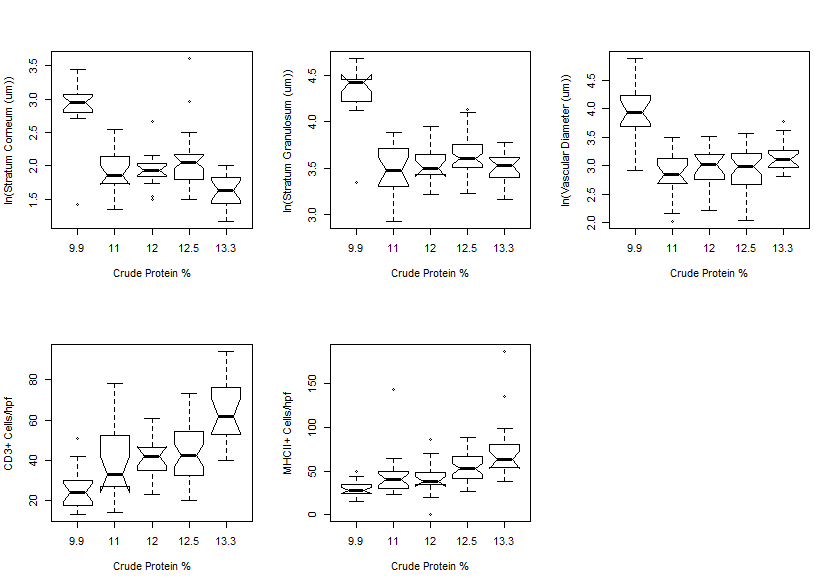 ln(Stratum Corneum (um))
3.5
3.0
2.5
2.0
1.5
9.9 11 12 12.5 13.3
Crude Protein %
ln(Stratum Granulosum (um))
4.5
4.0
3.5
3.0
9.9 11 12 12.5 13.3
Crude Protein %
ln(Vascular Diameter (um))
4.5
4.0
3.5
3.0
2.5
2.0
9.9 11 12 12.5 13.3
Crude Protein %
CD3+ Cells/hpf
80
60
40
20
9.9 11 12 12.5 13.3
Crude Protein %
MHCII+ Cells/hpf
150
100
50
0
9.9 11 12 12.5 13.3
Crude Protein %